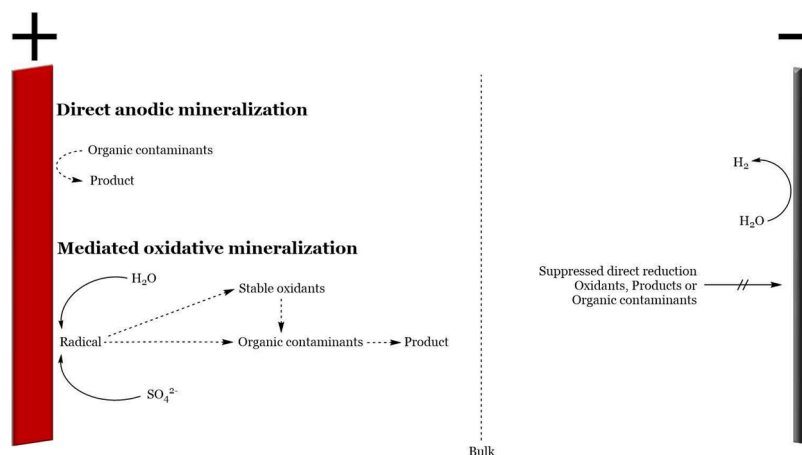 +
−
Direct anodic mineralization
Organic contaminants
Product
Mediated oxidative mineralization
H₂O
Stable oxidants
Radical
Organic contaminants
Product
SO₄²⁻
Bulk
H₂
H₂O
Suppressed direct reduction
Oxidants, Products or
Organic contaminants